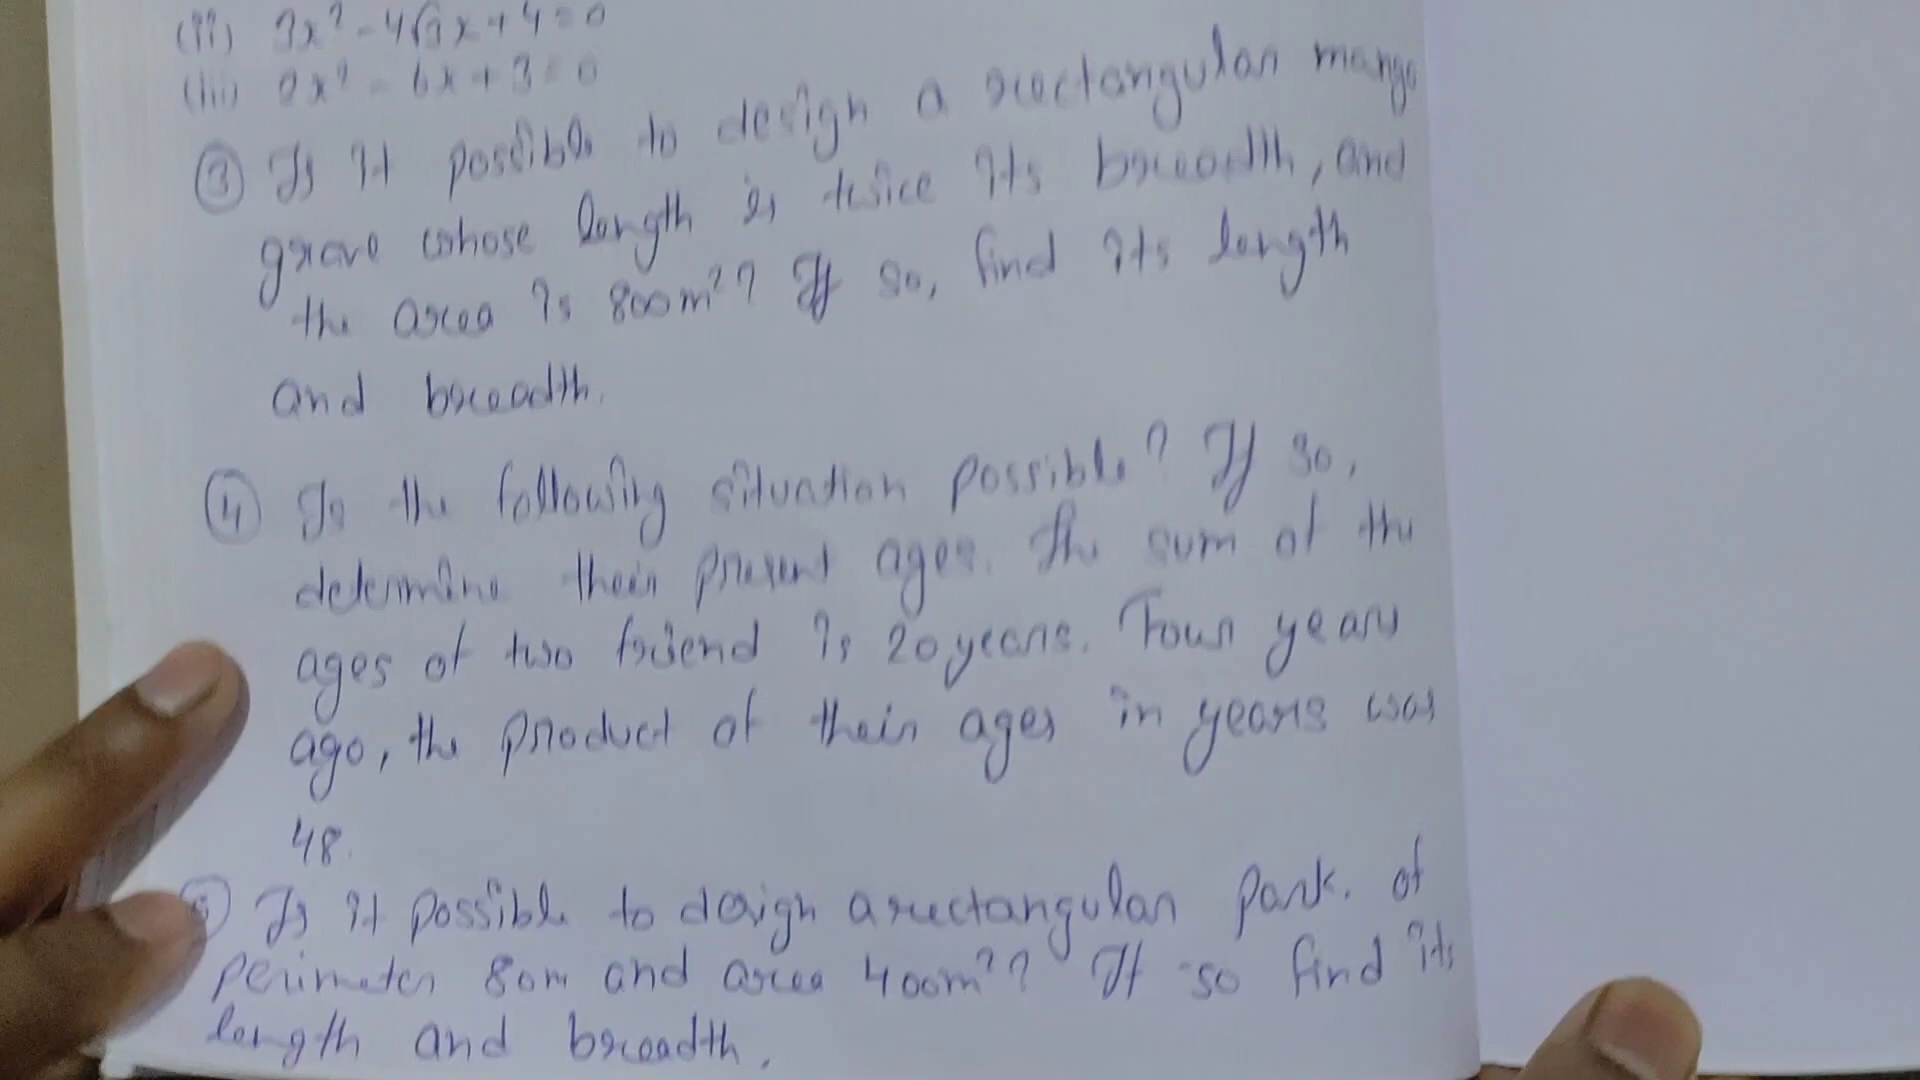 (ii) 3x² - 4√3x + 4 = 0
(iii) 2x² - 6x + 3 = 0
③ Is it possible to design a rectangular mango
grove whose length is twice its breadth, and
the area is 800m²? If so, find its length
and breadth.
④ Is the following situation possible? If so,
determine their present ages. The sum of the
ages of two friend is 20 years. Four years
ago, the product of their ages in years was
48.
⑤ Is it possible to design a rectangular park. of
perimeter 80m and area 400m²? If so find its
length and breadth.